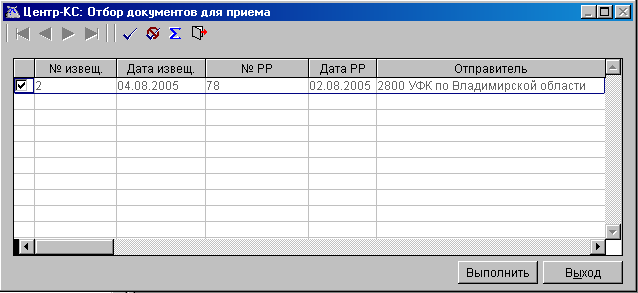 Центр-КС: Отбор документов для приема
№ извещ. Дата извещ. № РР Дата РР Отправитель
2 04.08.2005 78 02.08.2005 2800 УФК по Владимирской области
Выполнить Выход